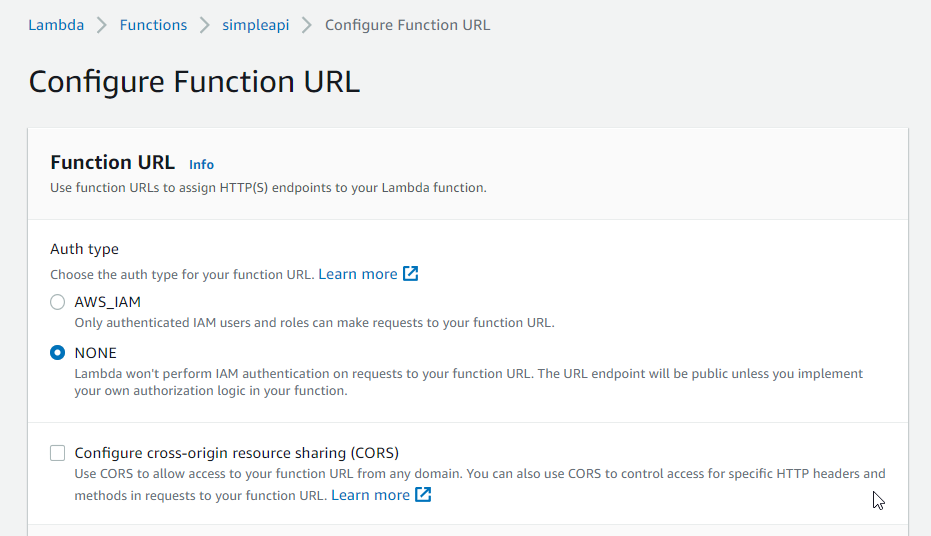 Lambda > Functions > simpleapi > Configure Function URL
Configure Function URL
Function URL Info
Use function URLs to assign HTTP(S) endpoints to your Lambda function.
Auth type
Choose the auth type for your function URL. Learn more
AWS_IAM
Only authenticated IAM users and roles can make requests to your function URL.
NONE
Lambda won't perform IAM authentication on requests to your function URL. The URL endpoint will be public unless you implement
your own authorization logic in your function.
Configure cross-origin resource sharing (CORS)
Use CORS to allow access to your function URL from any domain. You can also use CORS to control access for specific HTTP headers and
methods in requests to your function URL. Learn more